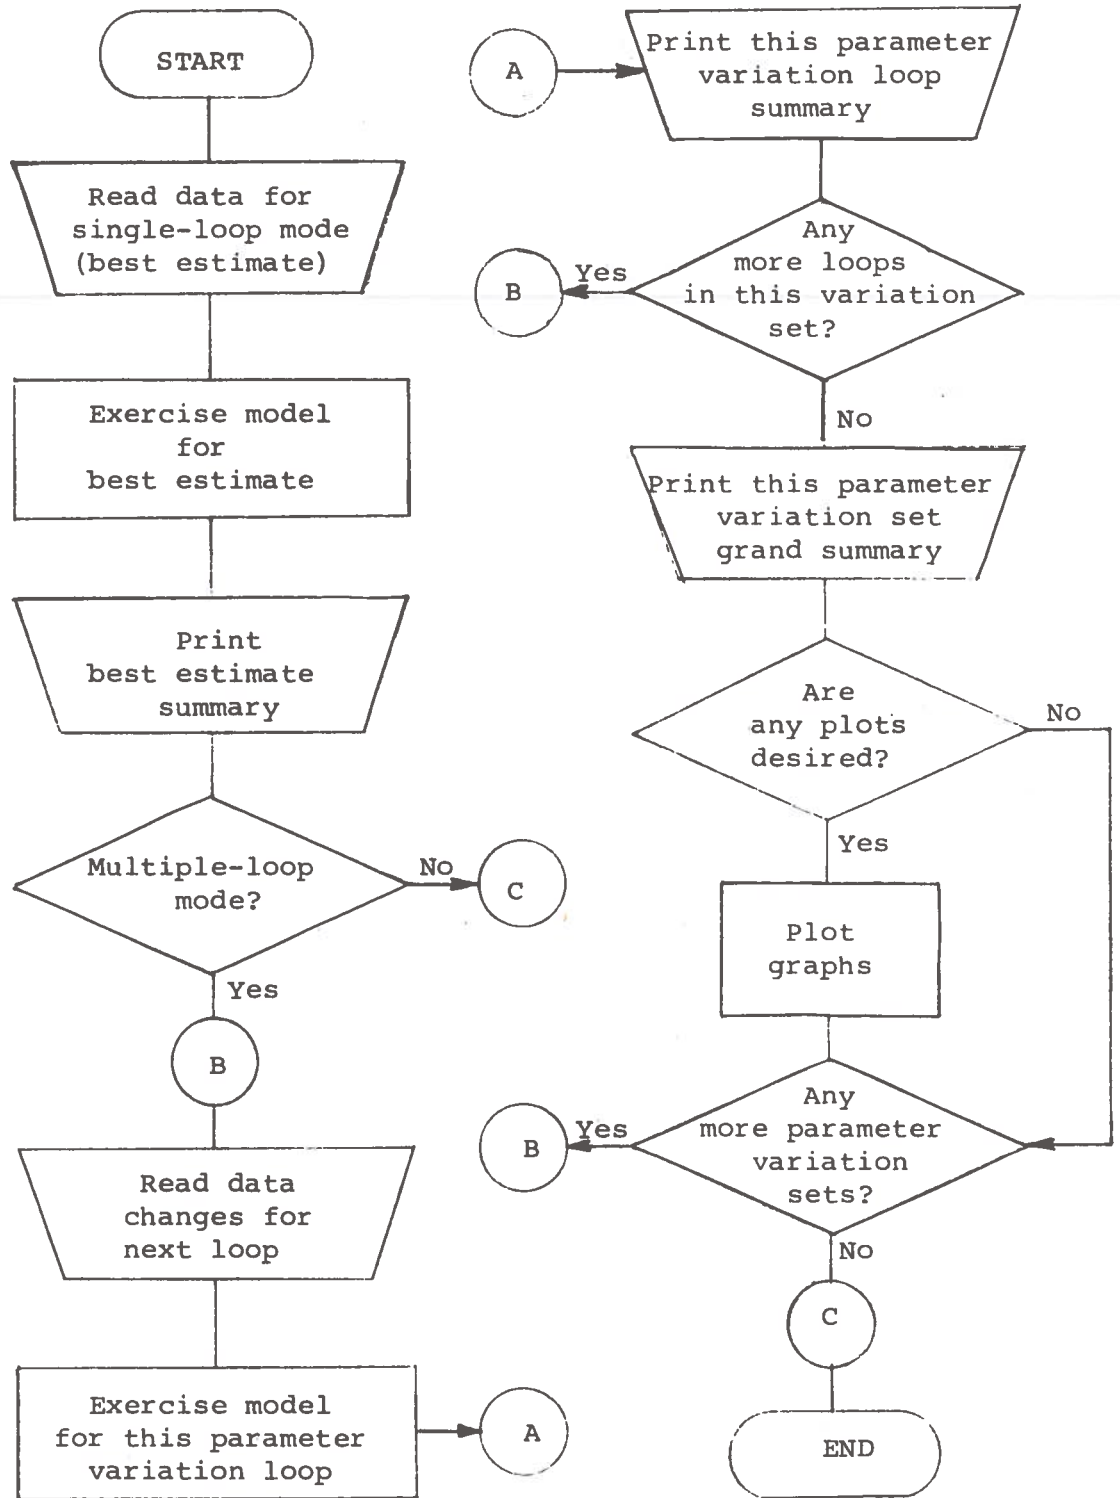 START
Read data for
single-loop mode
(best estimate)
Exercise model
for
best estimate
Print
best estimate
summary
Multiple-loop
mode?
No
C
Yes
B
Read data
changes for
next loop
Exercise model
for this parameter
variation loop
A
A
Print this parameter
variation loop
summary
Any
more loops
in this variation
set?
Yes
B
No
Print this parameter
variation set
grand summary
Are
any plots
desired?
No
Yes
Plot
graphs
Any
more parameter
variation
sets?
Yes
B
No
C
END